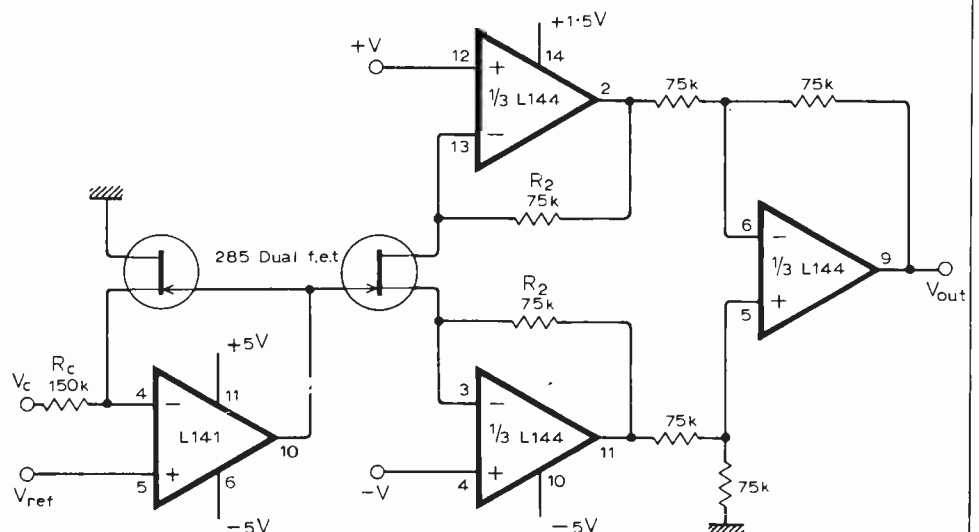 +1·5V
+V
12
+
14
1/3 L144
2
75k
75k
−
13
R2
75k
285 Dual f.e.t
6
−
1/3 L144
9
+
5
Vout
R2
75k
+5V
Rc
Vc
150k
4
−
11
L141
10
+
5
6
Vref
−5V
3
−
1/3 L144
11
75k
−V
+
4
10
−5V
75k